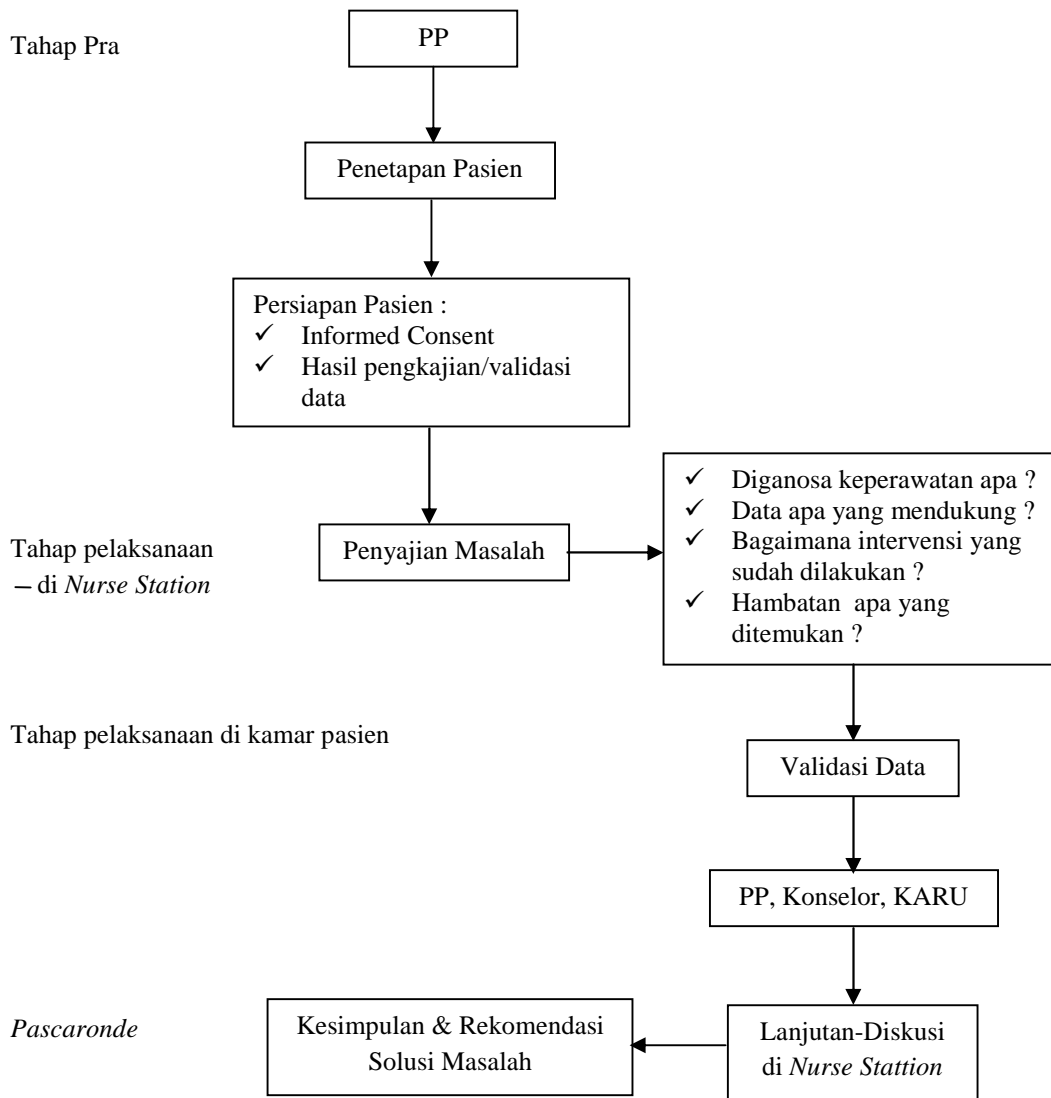 Tahap Pra
PP
Penetapan Pasien
Persiapan Pasien :
✓ Informed Consent
✓ Hasil pengkajian/validasi
data
Tahap pelaksanaan
– di Nurse Station
Penyajian Masalah
✓ Diganosa keperawatan apa ?
✓ Data apa yang mendukung ?
✓ Bagaimana intervensi yang
sudah dilakukan ?
✓ Hambatan apa yang
ditemukan ?
Tahap pelaksanaan di kamar pasien
Validasi Data
PP, Konselor, KARU
Pascaronde
Lanjutan-Diskusi
di Nurse Stattion
Kesimpulan & Rekomendasi
Solusi Masalah